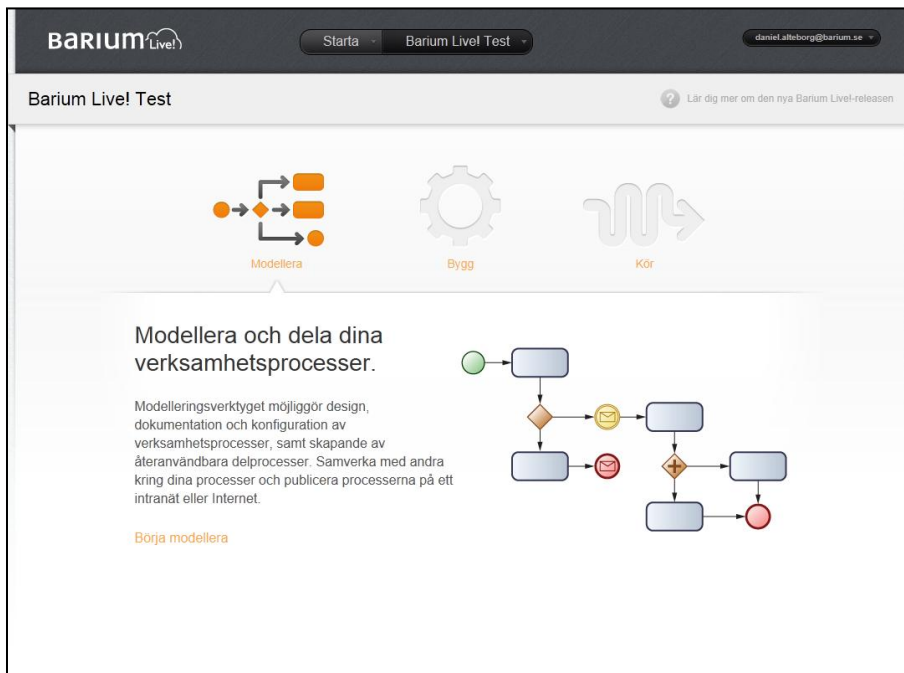 BARIUM Live!
Starta
Barium Live! Test
daniel.alteborg@barium.se
Barium Live! Test
? Lär dig mer om den nya Barium Live!-releasen
Modellera
Bygg
Kör
Modellera och dela dina
verksamhetsprocesser.
Modelleringsverktyget möjliggör design,
dokumentation och konfiguration av
verksamhetsprocesser, samt skapande av
återanvändbara delprocesser. Samverka med andra
kring dina processer och publicera processerna på ett
intranät eller Internet.
Börja modellera